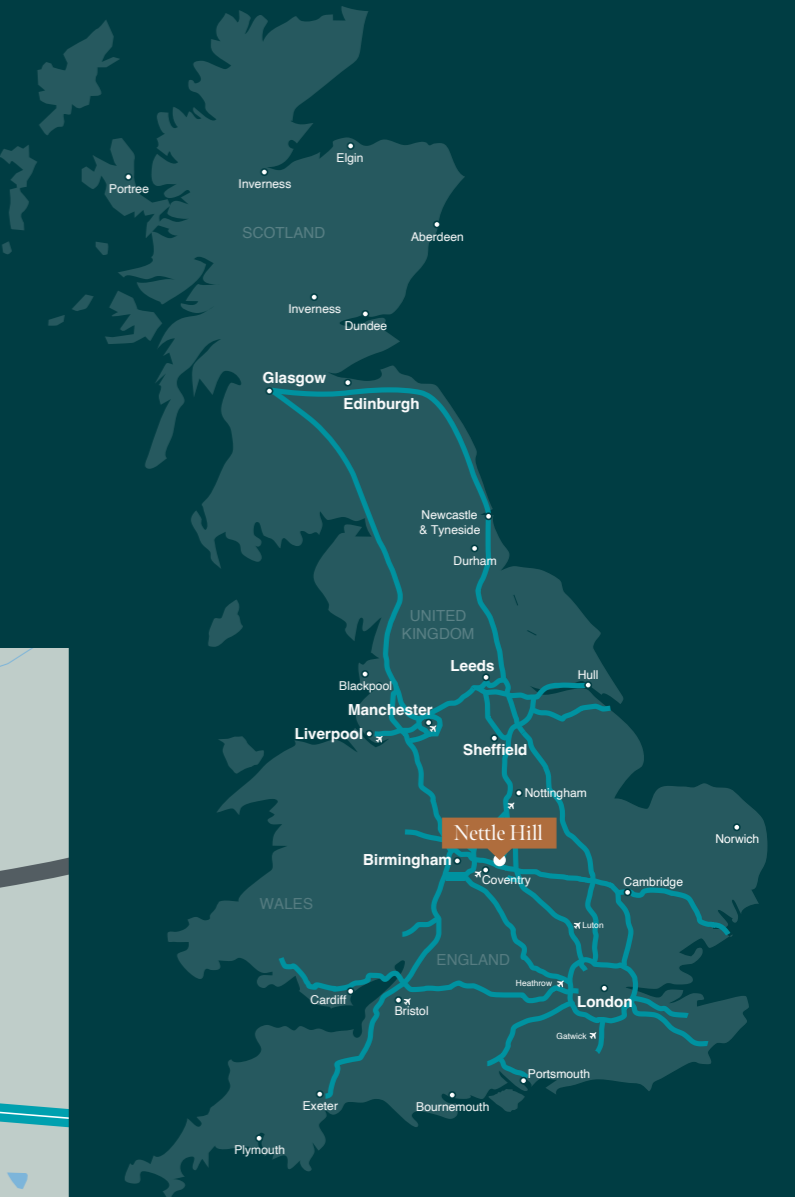 Elgin
Portree
Inverness
SCOTLAND
Aberdeen
Inverness
Dundee
Glasgow
Edinburgh
Newcastle
& Tyneside
Durham
UNITED
KINGDOM
Leeds
Hull
Blackpool
Manchester
Liverpool
Sheffield
Nottingham
Nettle Hill
Norwich
Birmingham
Coventry
Cambridge
WALES
Luton
ENGLAND
Heathrow
Cardiff
Bristol
London
Gatwick
Portsmouth
Exeter
Bournemouth
Plymouth